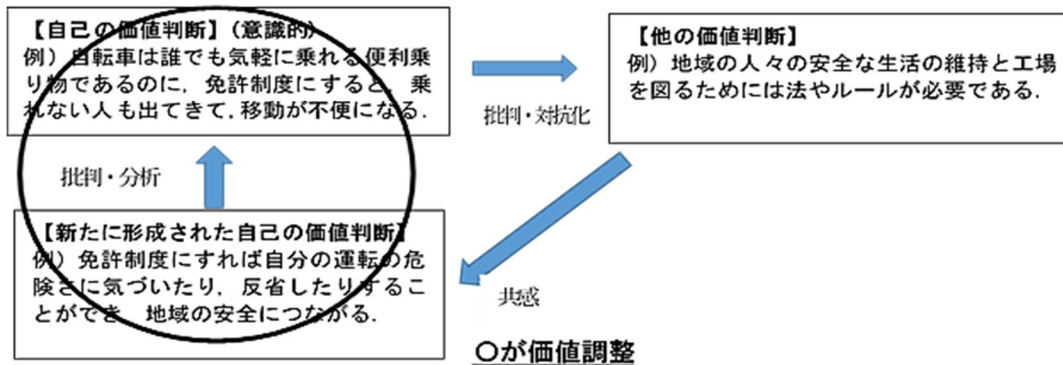 【自己の価値判断】(意識的)
例)自転車は誰でも気軽に乗れる便利乗
り物であるのに,免許制度にすると,乗
れない人も出てきて,移動が不便になる.
批判・対抗化
【他の価値判断】
例)地域の人々の安全な生活の維持と工場
を図るためには法やルールが必要である.
批判・分析
【新たに形成された自己の価値判断】
例)免許制度にすれば自分の運転の危
険さに気づいたり,反省したりするこ
とができ,地域の安全につながる.
共感
〇が価値調整